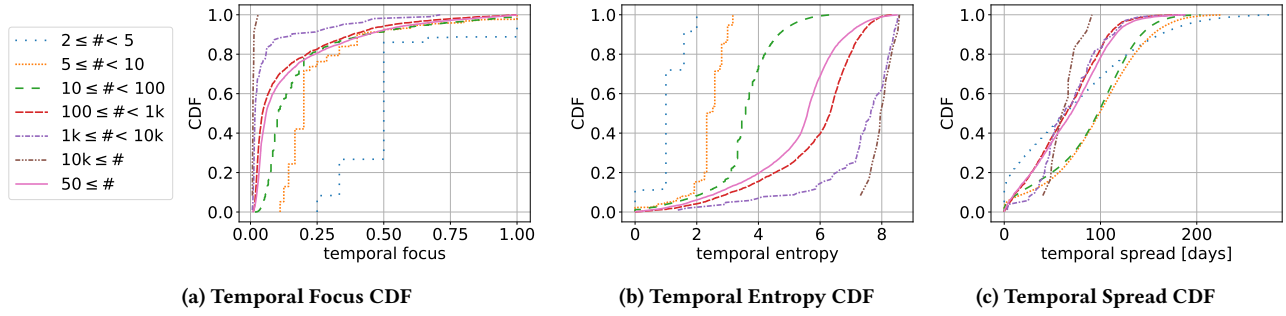 2 ≤ # < 5
5 ≤ # < 10
10 ≤ # < 100
100 ≤ # < 1k
1k ≤ # < 10k
10k ≤ #
50 ≤ #
CDF
1.0
0.8
0.6
0.4
0.2
0.0
0.00 0.25 0.50 0.75 1.00
temporal focus
(a) Temporal Focus CDF
CDF
1.0
0.8
0.6
0.4
0.2
0.0
0 2 4 6 8
temporal entropy
(b) Temporal Entropy CDF
CDF
1.0
0.8
0.6
0.4
0.2
0.0
0 100 200
temporal spread [days]
(c) Temporal Spread CDF